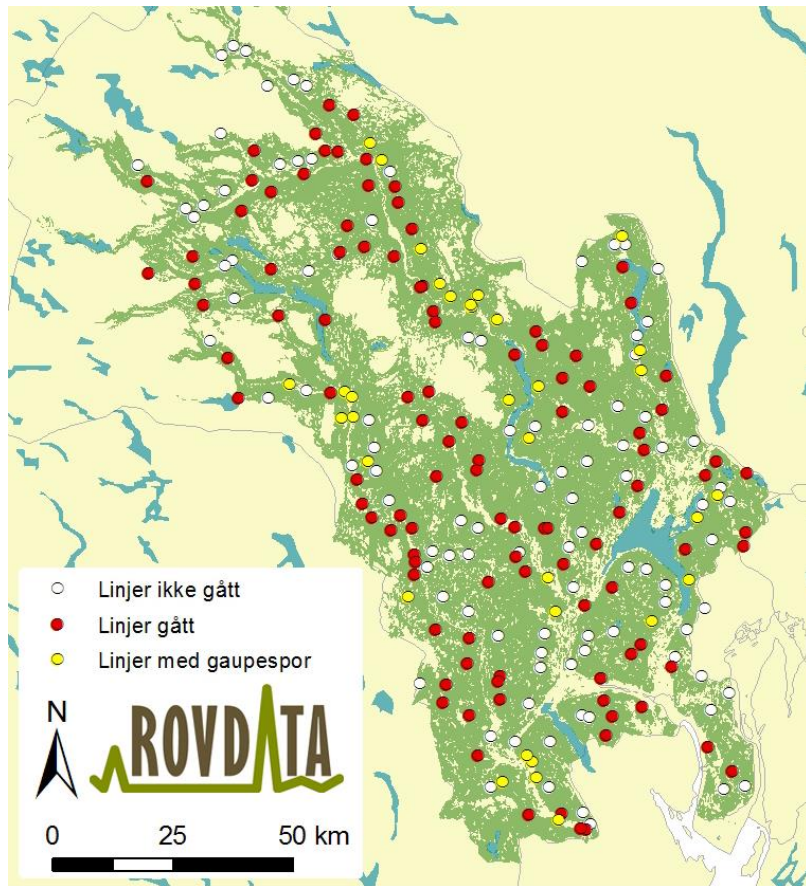 Linjer ikke gått
Linjer gått
Linjer med gaupespor
N
ROVDATA
0 25 50 km